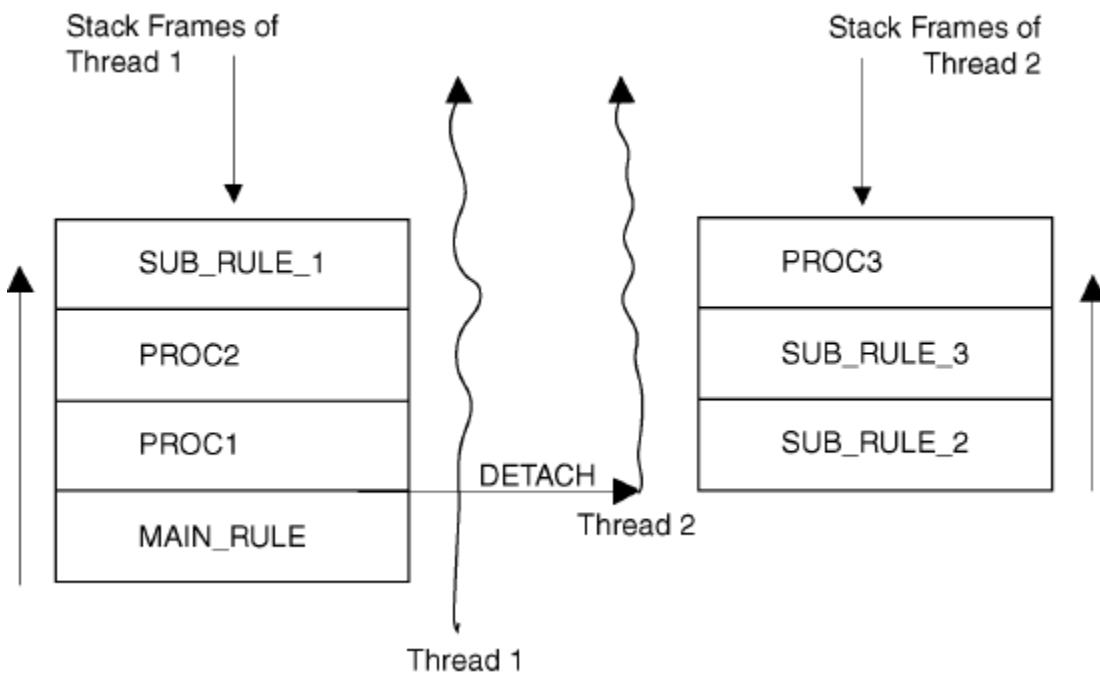 Stack Frames of
Thread 1
Stack Frames of
Thread 2
SUB_RULE_1
PROC2
PROC1
MAIN_RULE
DETACH
Thread 2
Thread 1
PROC3
SUB_RULE_3
SUB_RULE_2